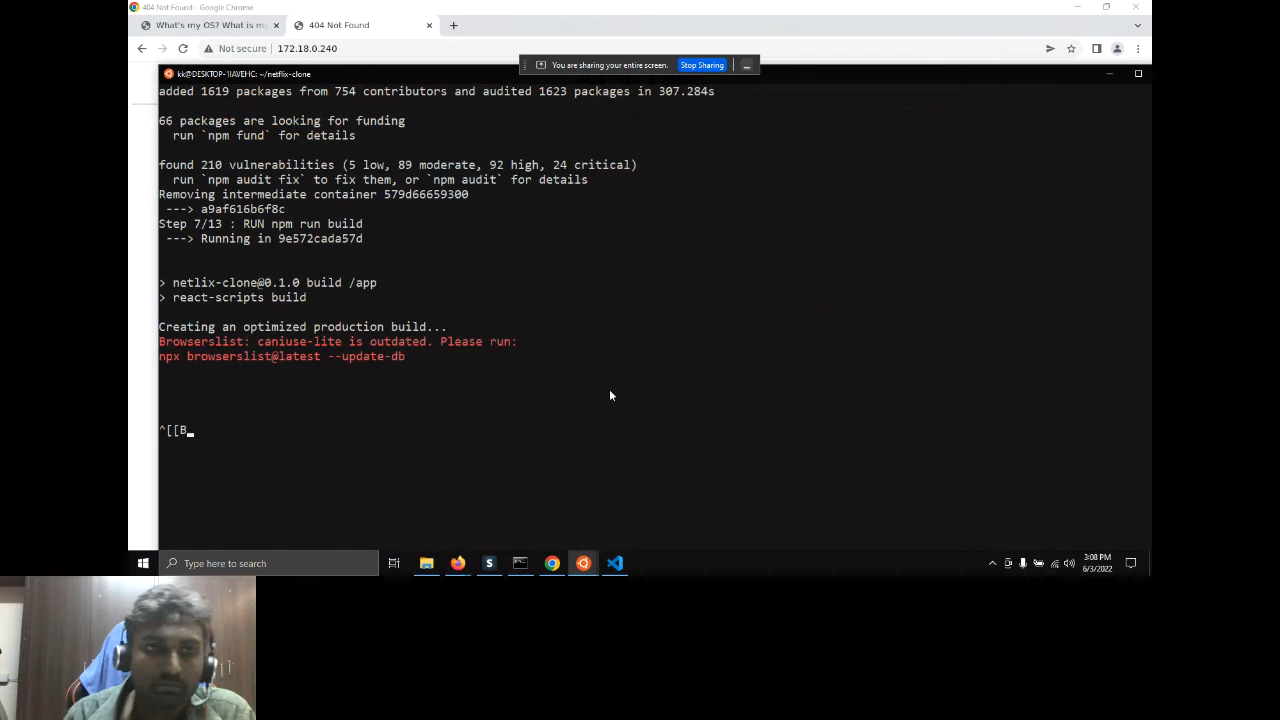 404 Not Found - Google Chrome
What's my OS? What is my
404 Not Found
Not secure
172.18.0.240
You are sharing your entire screen.
Stop Sharing
kk@DESKTOP-1IAVEHC: ~/netflix-clone
added 1619 packages from 754 contributors and audited 1623 packages in 307.284s
66 packages are looking for funding
run `npm fund` for details
found 210 vulnerabilities (5 low, 89 moderate, 92 high, 24 critical)
run `npm audit fix` to fix them, or `npm audit` for details
Removing intermediate container 579d66659300
---> a9af616b6f8c
Step 7/13 : RUN npm run build
---> Running in 9e572cada57d
> netlix-clone@0.1.0 build /app
> react-scripts build
Creating an optimized production build...
Browserslist: caniuse-lite is outdated. Please run:
npx browserslist@latest --update-db
^[[B
Type here to search
3:08 PM
6/3/2022